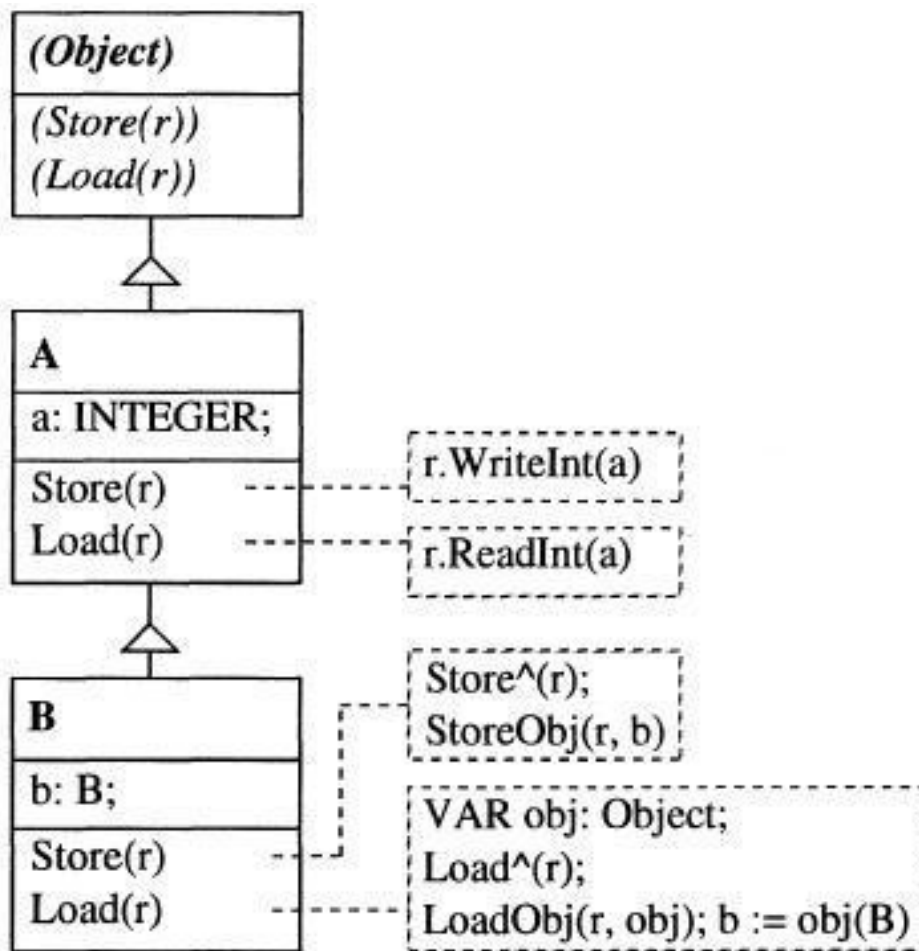 (Object)
(Store(r))
(Load(r))
A
a: INTEGER;
Store(r)
Load(r)
r.WriteInt(a)
r.ReadInt(a)
B
b: B;
Store(r)
Load(r)
Store^(r);
StoreObj(r, b)
VAR obj: Object;
Load^(r);
LoadObj(r, obj); b := obj(B)